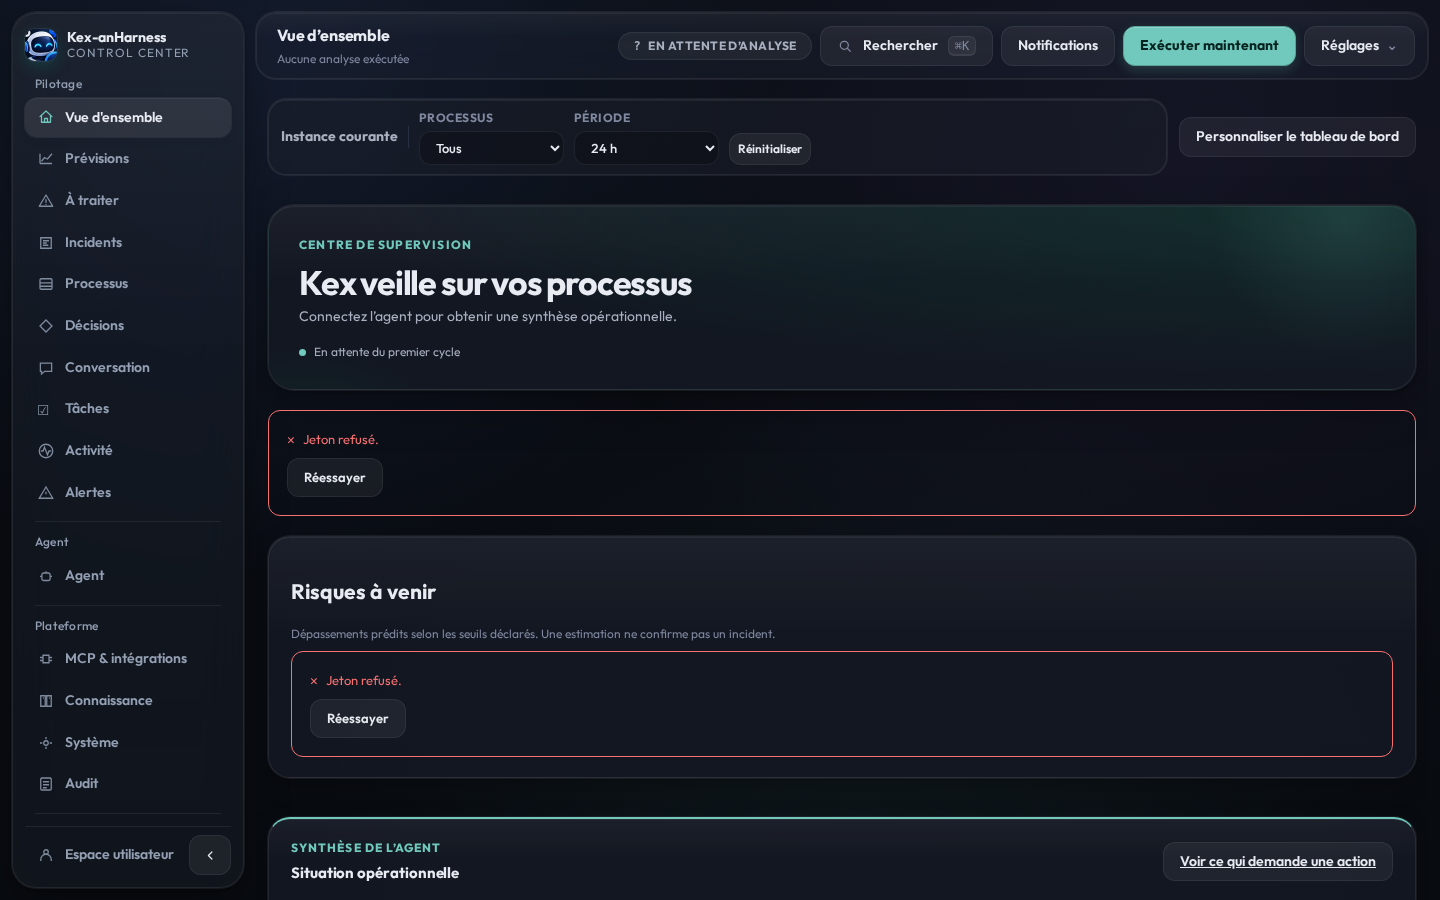 Kex-anHarness
CONTROL CENTER
Pilotage
Vue d'ensemble
Prévisions
À traiter
Incidents
Processus
Décisions
Conversation
Tâches
Activité
Alertes
Agent
Agent
Plateforme
MCP & intégrations
Connaissance
Système
Audit
Espace utilisateur
Vue d'ensemble
Aucune analyse exécutée
? EN ATTENTE D'ANALYSE
Rechercher ⌘K
Notifications
Exécuter maintenant
Réglages
Instance courante
PROCESSUS
Tous
PÉRIODE
24 h
Réinitialiser
Personnaliser le tableau de bord
CENTRE DE SUPERVISION
Kex veille sur vos processus
Connectez l'agent pour obtenir une synthèse opérationnelle.
En attente du premier cycle
× Jeton refusé.
Réessayer
Risques à venir
Dépassements prédits selon les seuils déclarés. Une estimation ne confirme pas un incident.
× Jeton refusé.
Réessayer
SYNTHÈSE DE L'AGENT
Situation opérationnelle
Voir ce qui demande une action